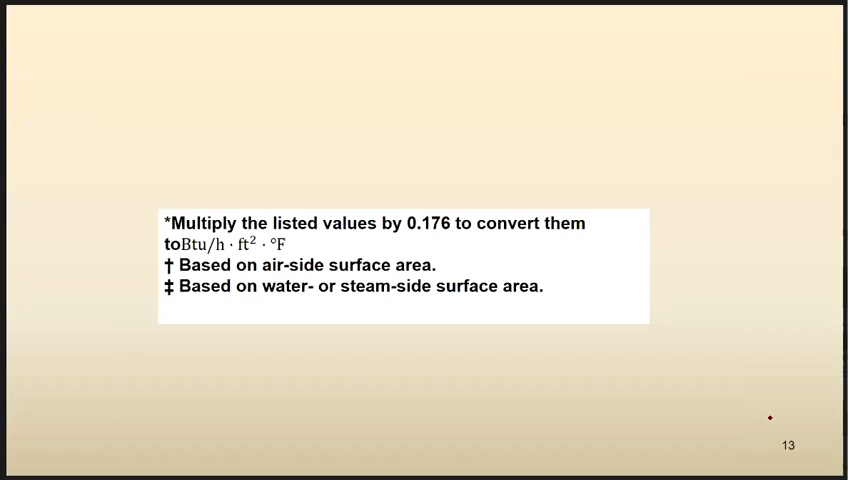 *Multiply the listed values by 0.176 to convert them
toBtu/h · ft² · °F
† Based on air-side surface area.
‡ Based on water- or steam-side surface area.
13